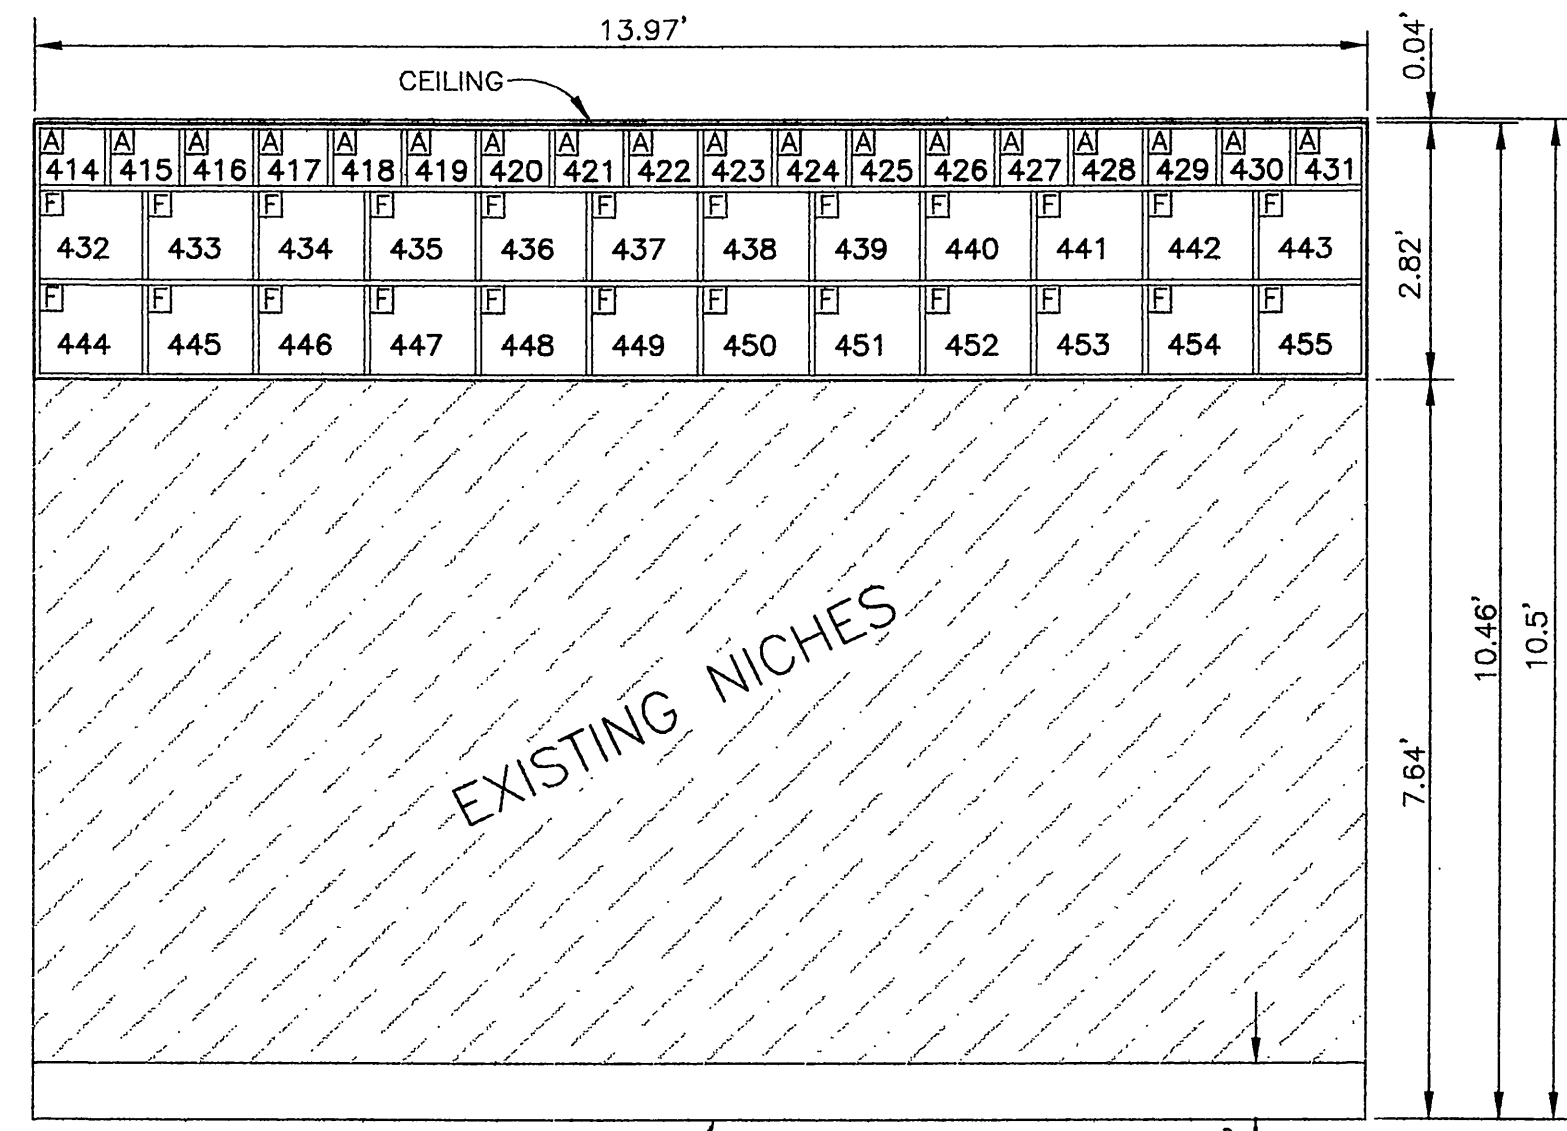 13.97'
0.04'
CEILING
A A A A A A A A A A A A A A A A A A
414 415 416 417 418 419 420 421 422 423 424 425 426 427 428 429 430 431
F F F F F F F F F F F F
432 433 434 435 436 437 438 439 440 441 442 443
2.82'
F F F F F F F F F F F F
444 445 446 447 448 449 450 451 452 453 454 455
EXISTING NICHES
7.64'
10.46'
10.5'